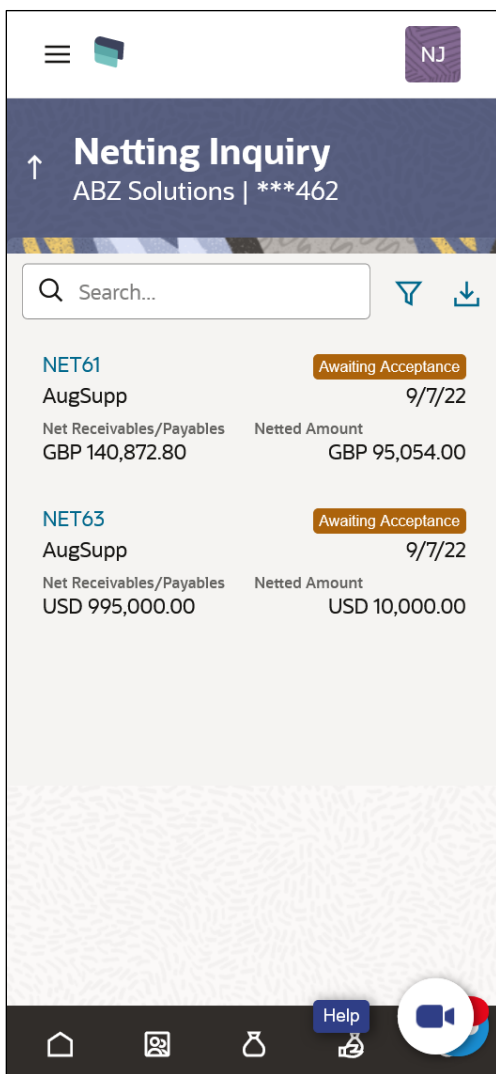 NJ
Netting Inquiry
ABZ Solutions | ***462
Search...
NET61 Awaiting Acceptance
AugSupp 9/7/22
Net Receivables/Payables Netted Amount
GBP 140,872.80 GBP 95,054.00
NET63 Awaiting Acceptance
AugSupp 9/7/22
Net Receivables/Payables Netted Amount
USD 995,000.00 USD 10,000.00
Help